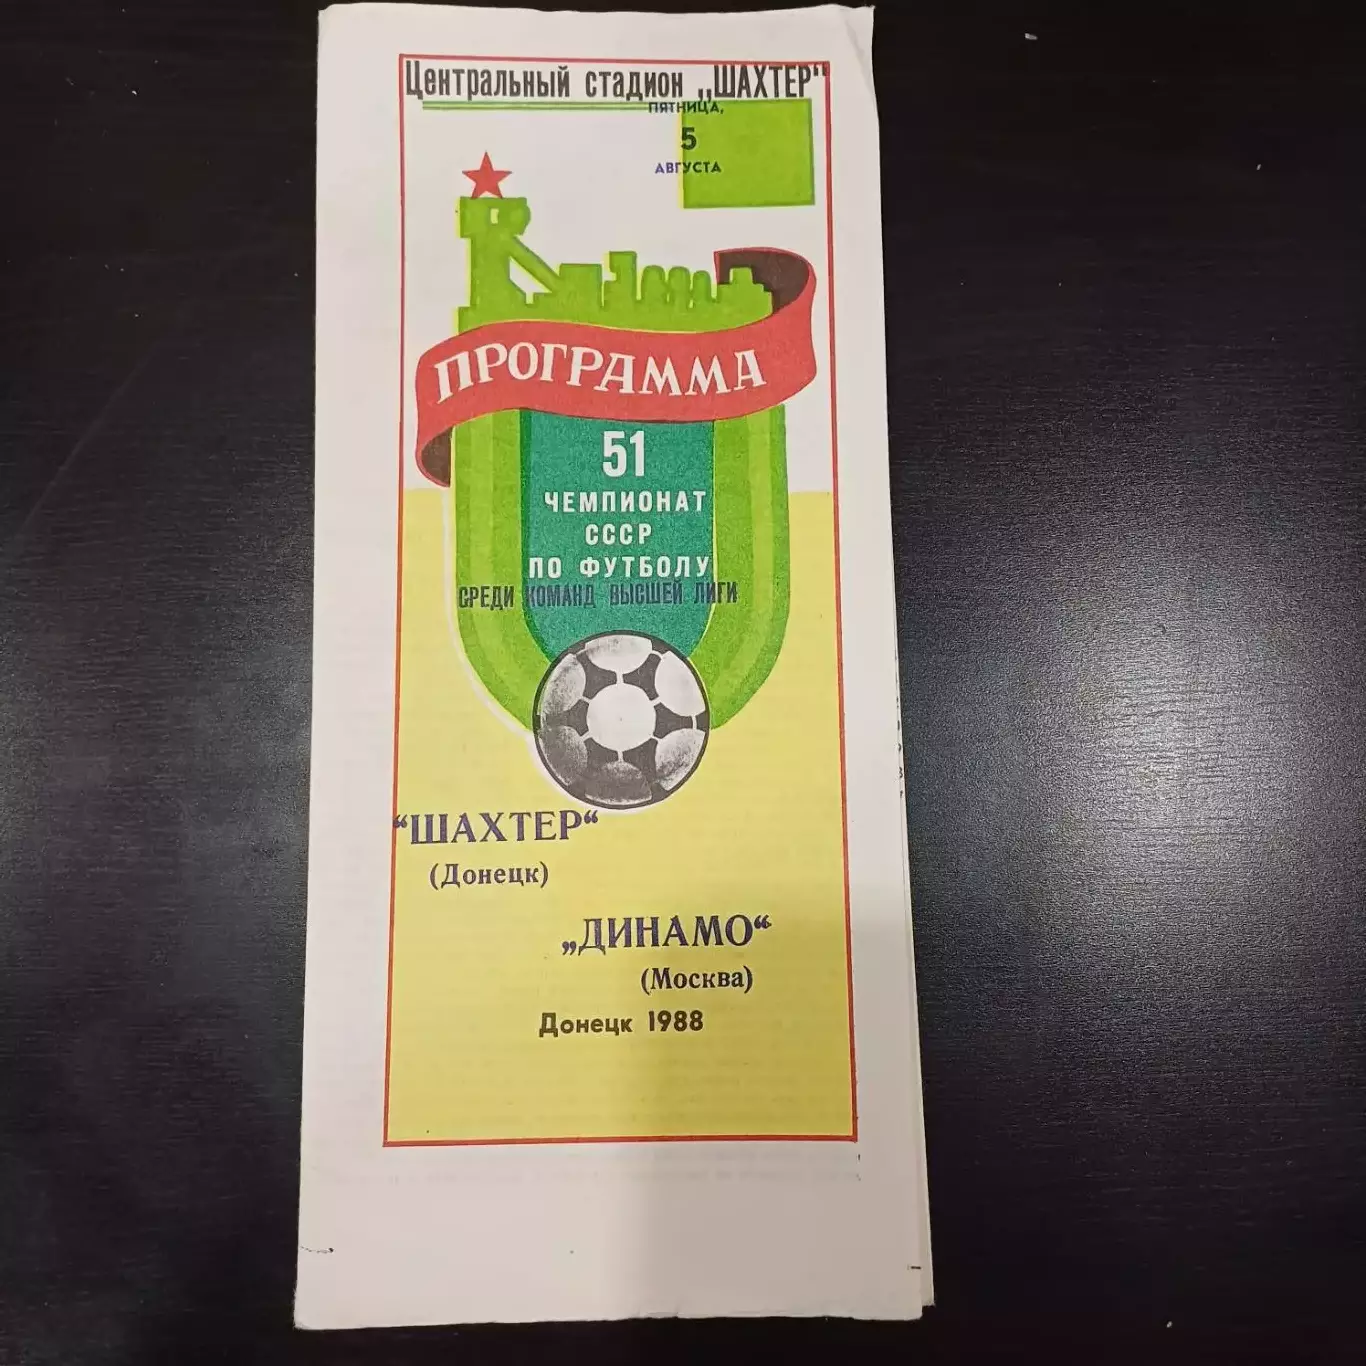 Центральный стадион „ШАХТЕР"
ПЯТНИЦА,
5
АВГУСТА
ПРОГРАММА
51
ЧЕМПИОНАТ
СССР
ПО ФУТБОЛУ
СРЕДИ КОМАНД ВЫСШЕЙ ЛИГИ
“ШАХТЕР“
(Донецк)
„ДИНАМО“
(Москва)
Донецк 1988